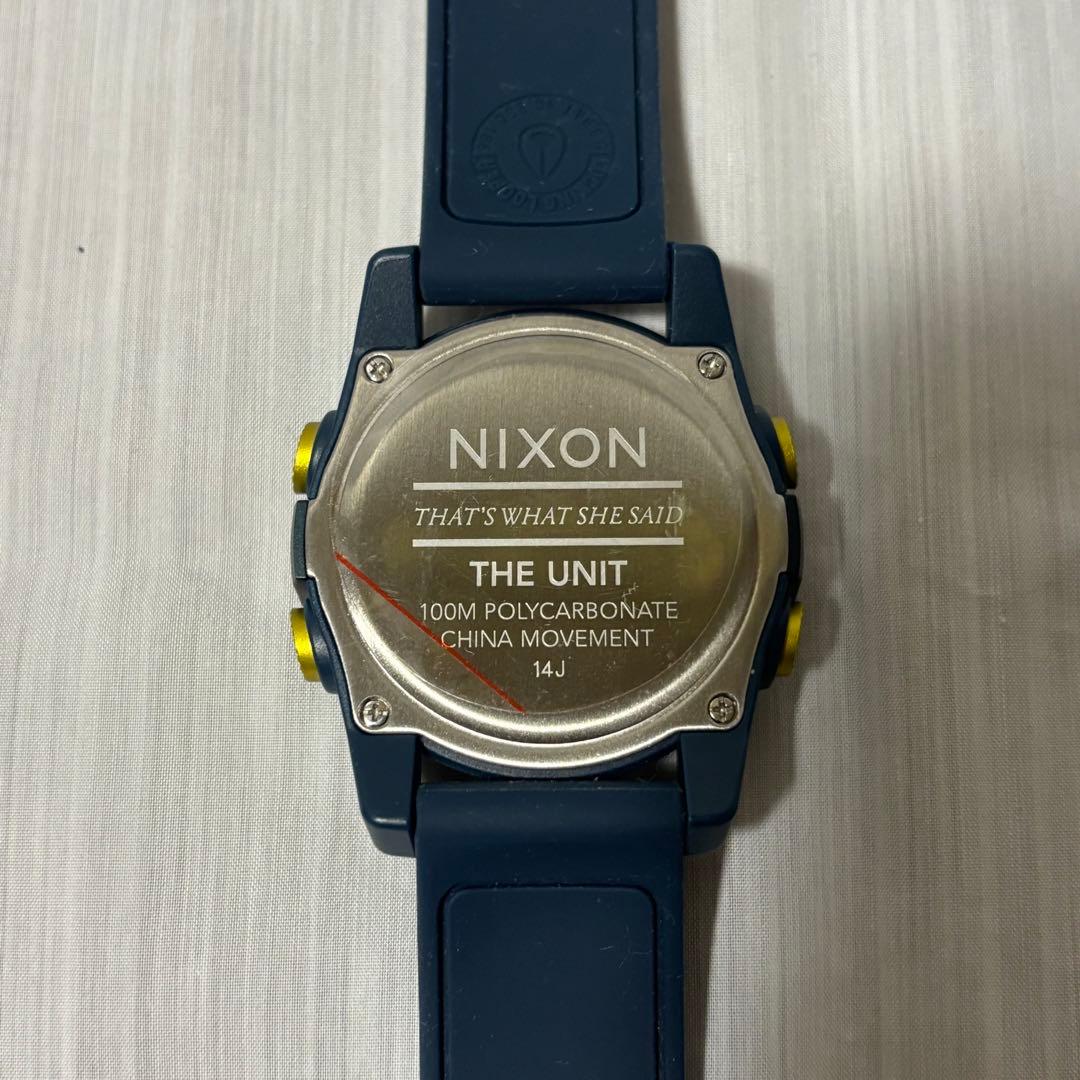 NIXON
THAT'S WHAT SHE SAID
THE UNIT
100M POLYCARBONATE
CHINA MOVEMENT
14J